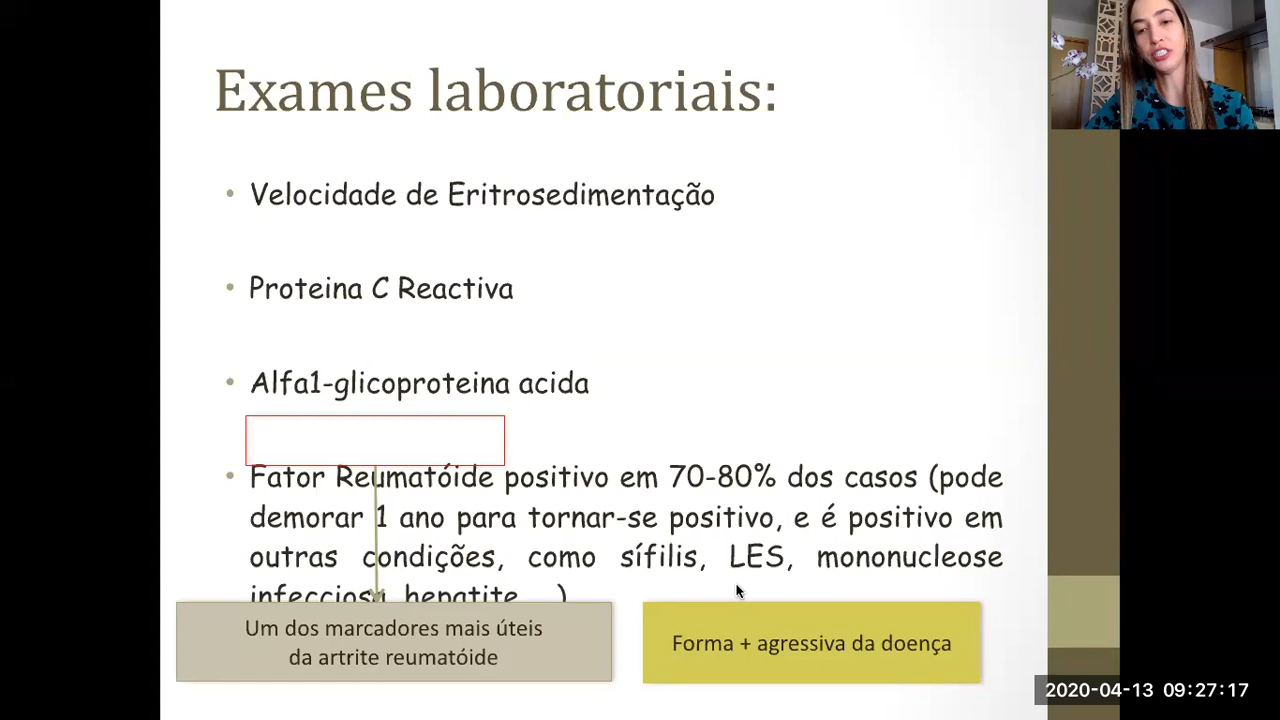 Exames laboratoriais:
• Velocidade de Eritrosedimentação
• Proteina C Reactiva
• Alfa1-glicoproteina acida
• Fator Reumatóide positivo em 70-80% dos casos (pode
demorar 1 ano para tornar-se positivo, e é positivo em
outras condições, como sífilis, LES, mononucleose
infecciosa, hepatite...)
Um dos marcadores mais úteis
da artrite reumatóide
Forma + agressiva da doença
2020-04-13 09:27:17